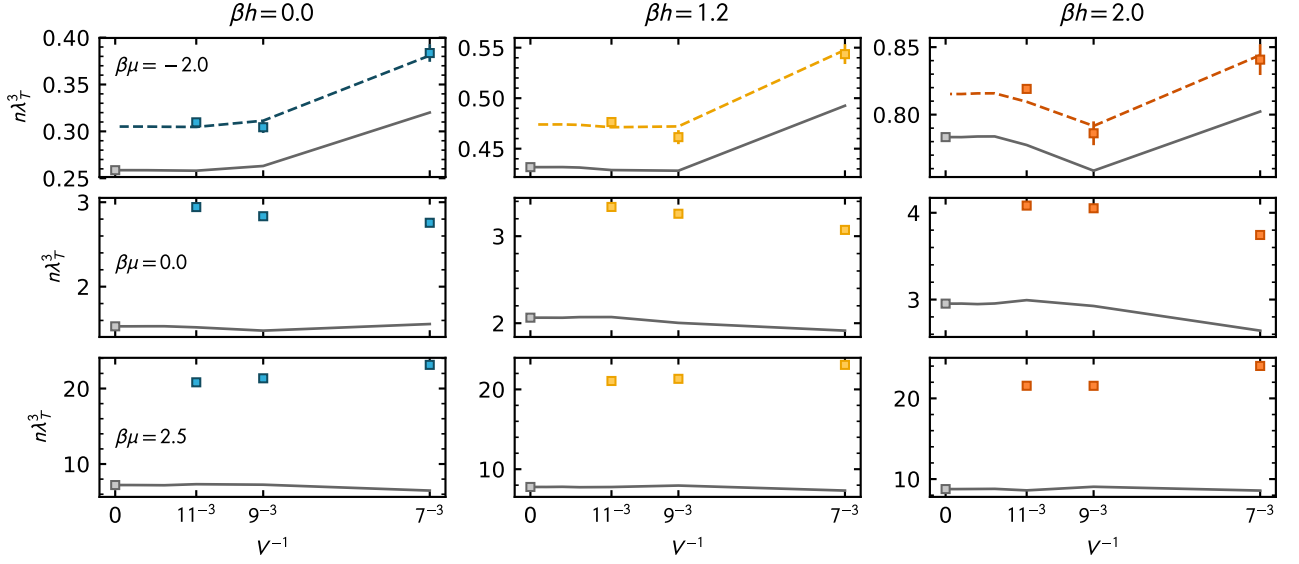 βh = 0.0 βh = 1.2 βh = 2.0
0.40 0.55 0.85
βμ = −2.0
0.35
nλ_T^3 0.50 0.80
0.30
0.45
0.25
3 3 4
nλ_T^3 βμ = 0.0
2 2 3
20 20 20
nλ_T^3 βμ = 2.5
10 10 10
0 11⁻³ 9⁻³ 7⁻³ 0 11⁻³ 9⁻³ 7⁻³ 0 11⁻³ 9⁻³ 7⁻³
V⁻¹ V⁻¹ V⁻¹